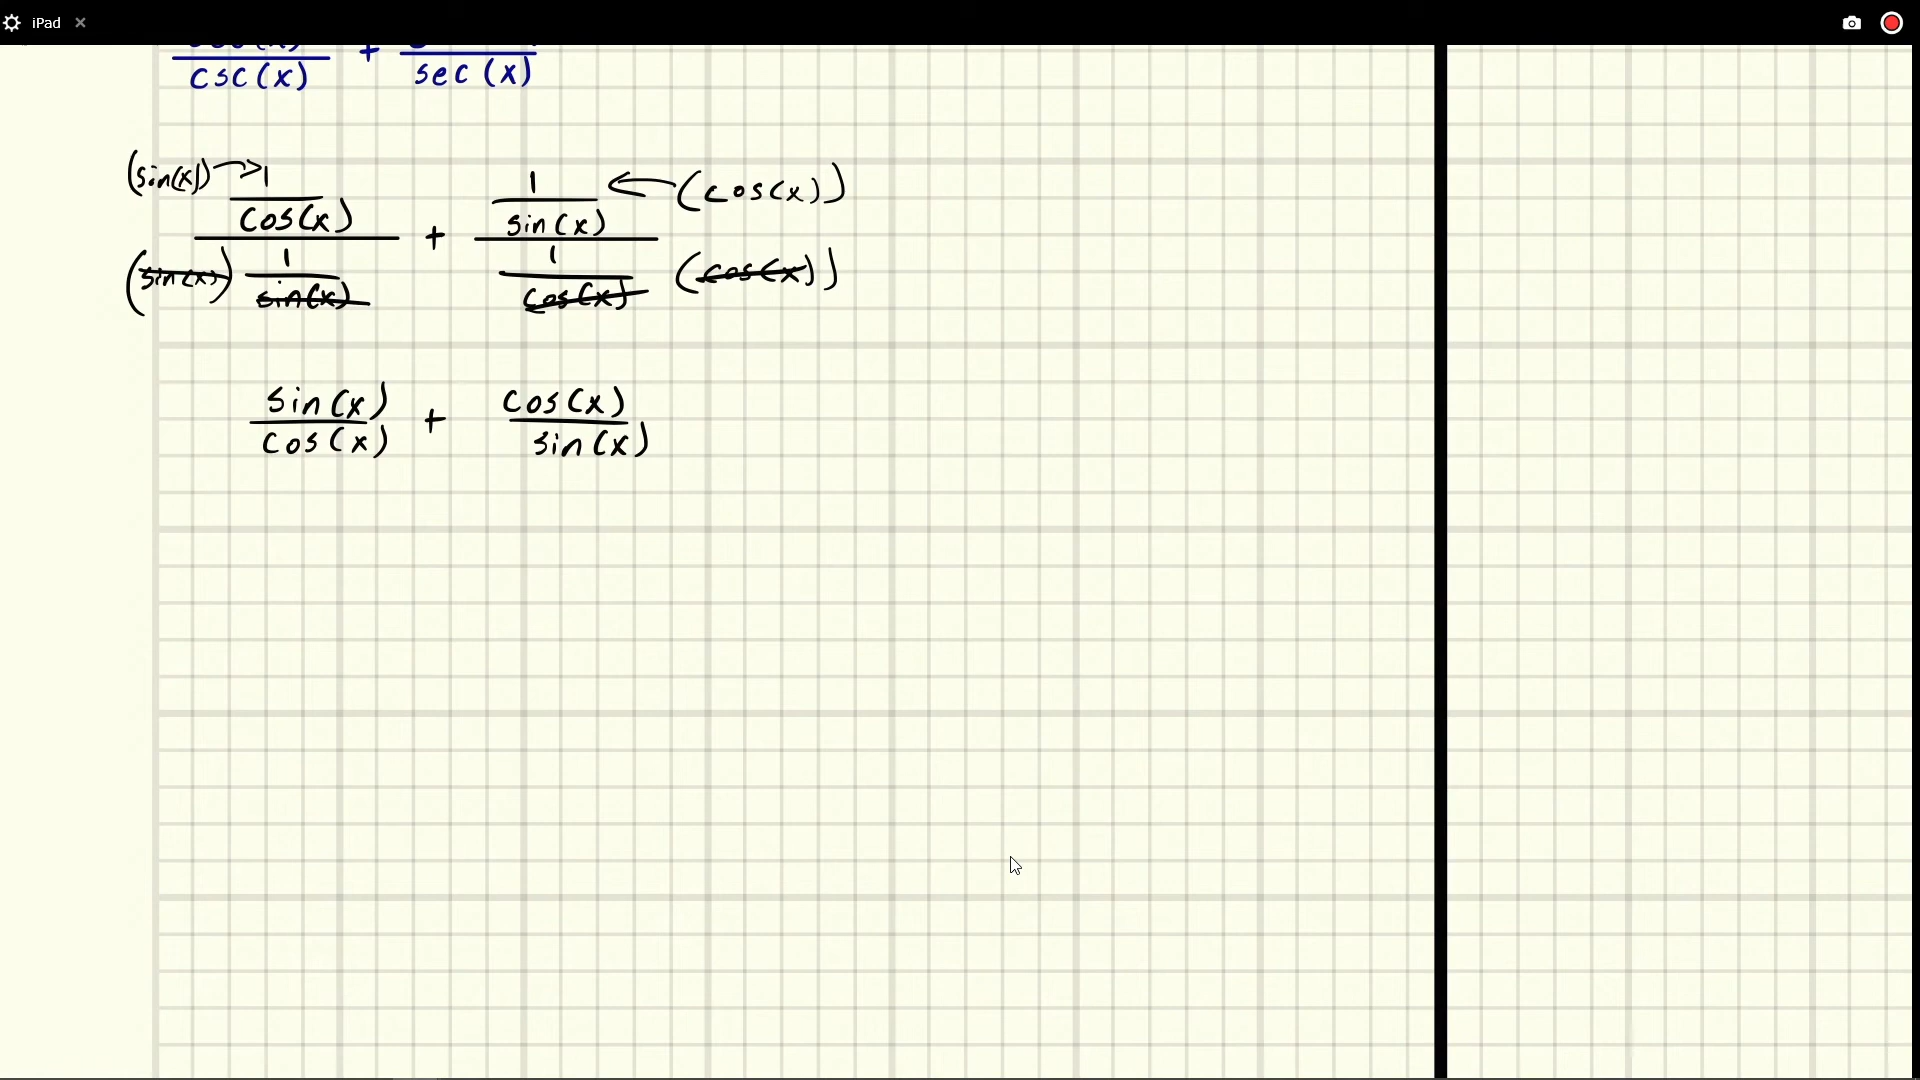 iPad
csc(x) + sec (x)
(sin(x)) 1 1 (cos(x))
cos(x) + sin(x)
(sin(x)) 1 1 (cos(x))
sin(x) cos(x)
sin(x) + cos(x)
cos(x) sin(x)